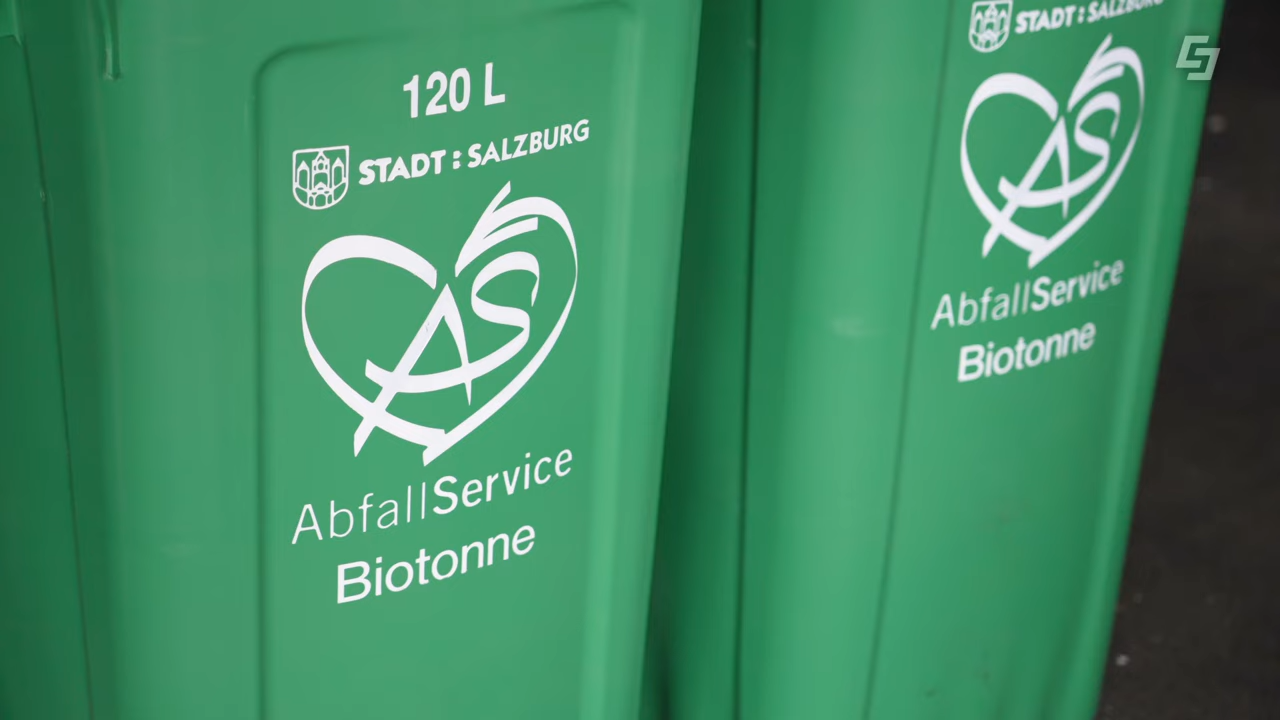 120 L
STADT : SALZBURG
AS
AbfallService
Biotonne
STADT : SALZBURG
AS
AbfallService
Biotonne